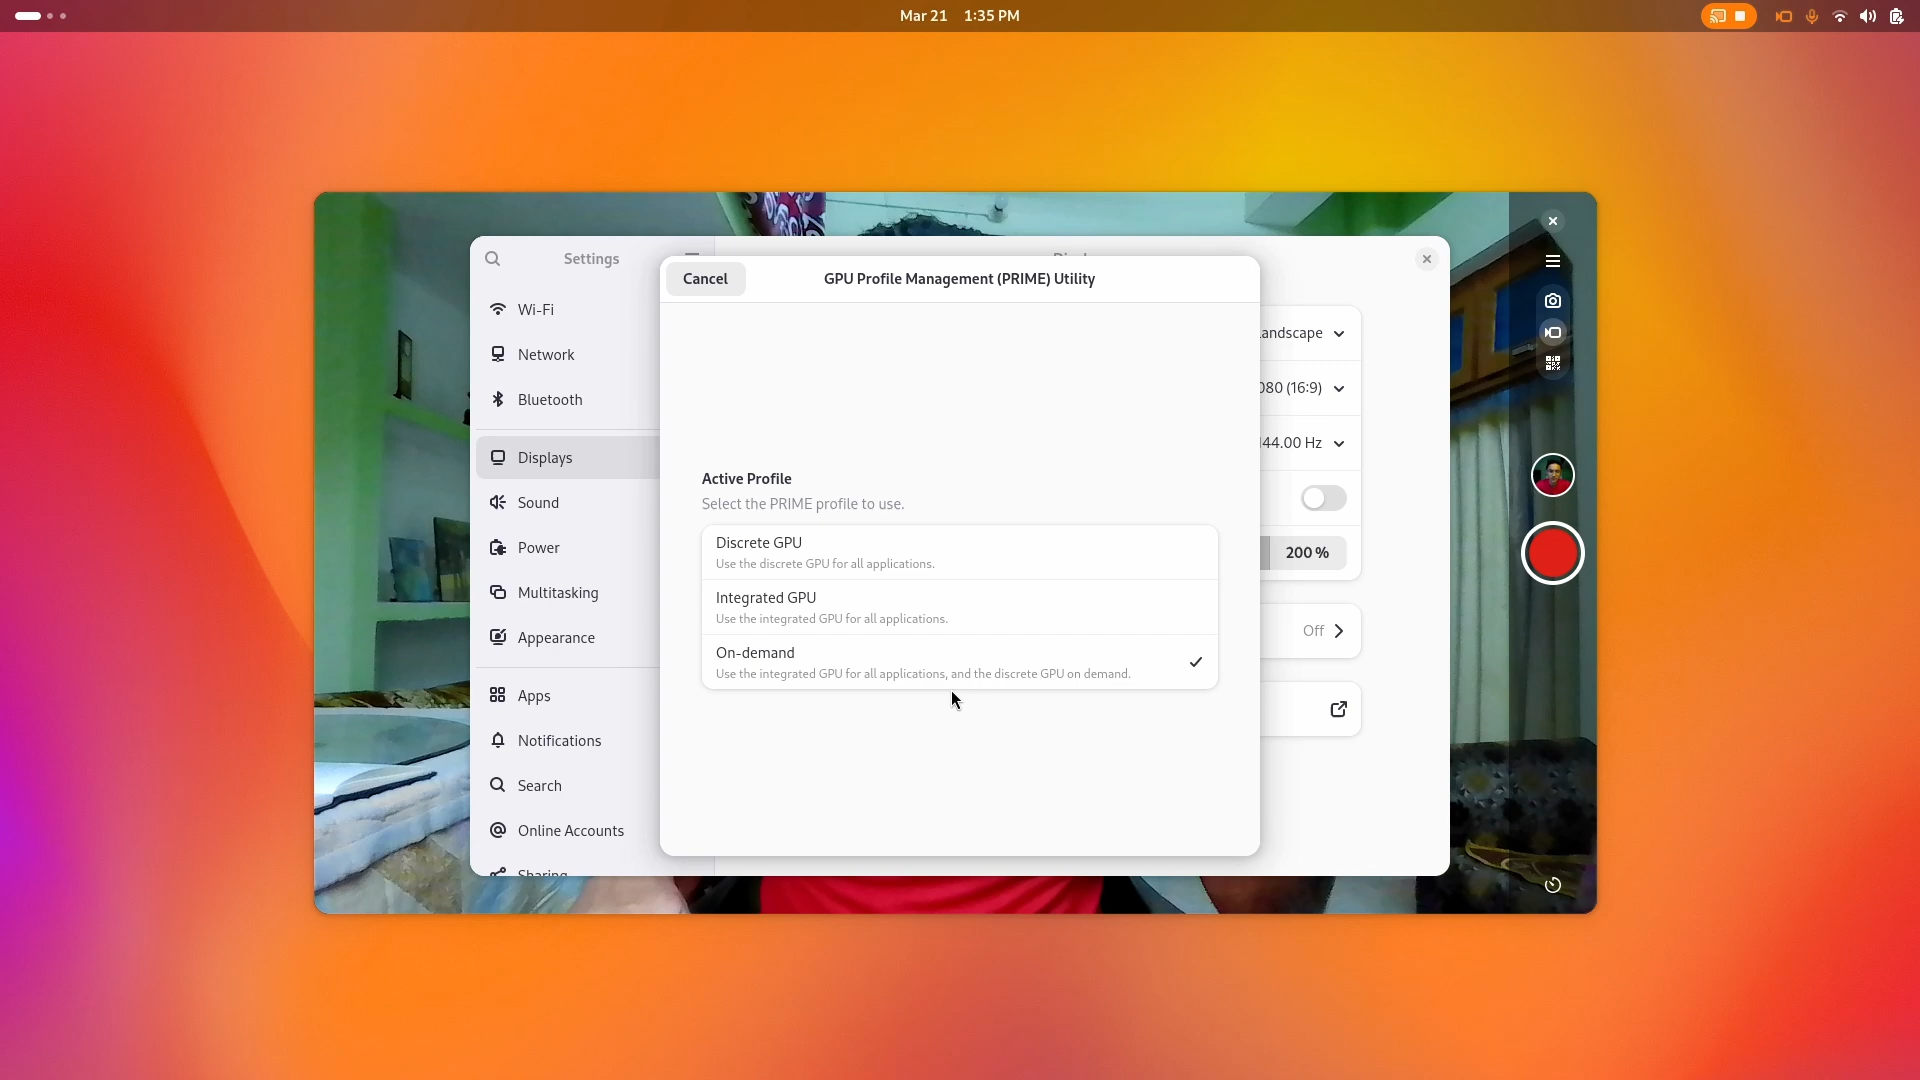 Mar 21 1:35 PM
Settings
Wi-Fi
Network
Bluetooth
Displays
Sound
Power
Multitasking
Appearance
Apps
Notifications
Search
Online Accounts
Sharing
Cancel
GPU Profile Management (PRIME) Utility
Active Profile
Select the PRIME profile to use.
Discrete GPU
Use the discrete GPU for all applications.
Integrated GPU
Use the integrated GPU for all applications.
On-demand
Use the integrated GPU for all applications, and the discrete GPU on demand.
andscape
080 (16:9)
144.00 Hz
200 %
Off